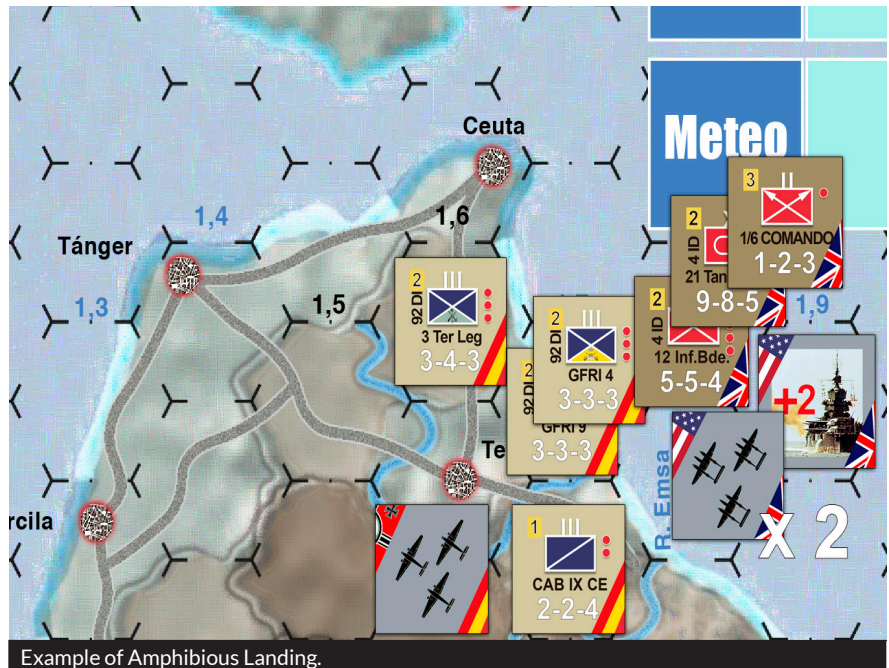 Ceuta
Meteo
1,4
1,6
Tánger
3
1/6 COMANDO
1-2-3
2
4 ID
21 Tan
9-8-5
1,3
1,5
1,9
2
92 DI
3 Ter Leg
3-4-3
2
92 DI
GFRI 4
3-3-3
2
4 ID
12 Inf.Bde.
5-5-4
+2
2
92 DI
GFRI 9
3-3-3
Te
rcila
R. Emsa
X 2
1
CAB IX CE
2-2-4
Example of Amphibious Landing.